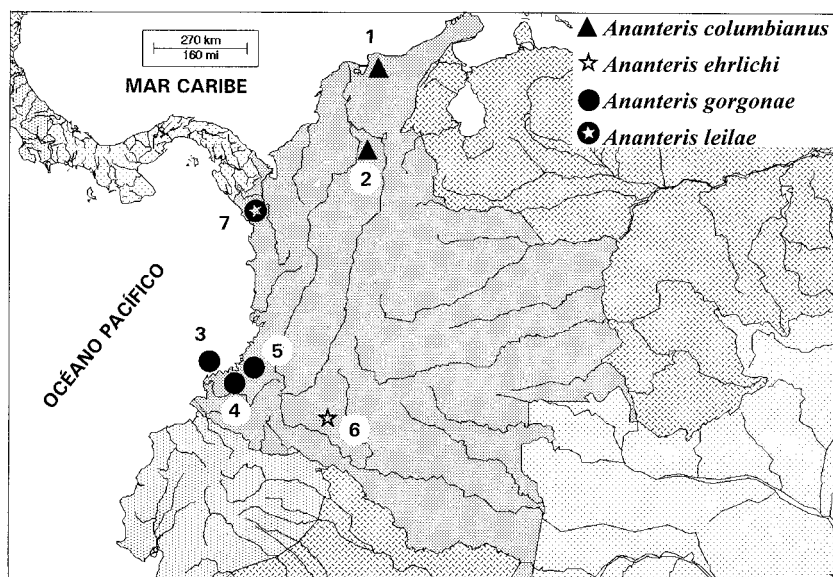 270 km
160 mi
MAR CARIBE
OCÉANO PACÍFICO
Ananteris columbianus
Ananteris ehrlichi
Ananteris gorgonae
Ananteris leilae
1
2
7
3
5
4
6